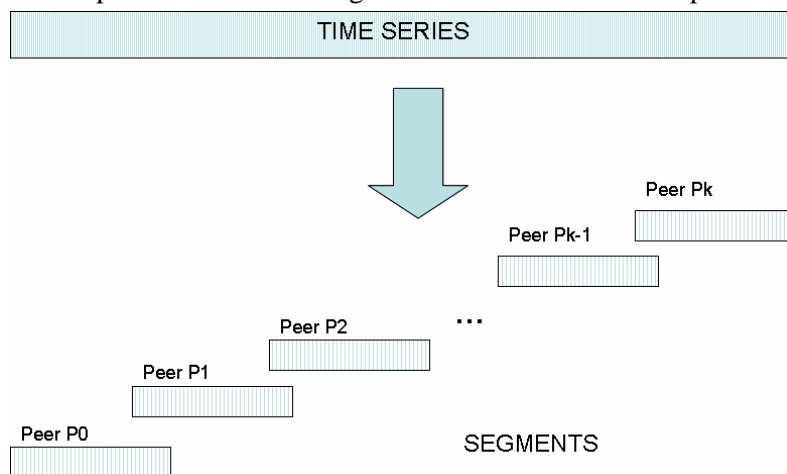 TIME SERIES
Peer Pk
Peer Pk-1
...
Peer P2
Peer P1
Peer P0
SEGMENTS